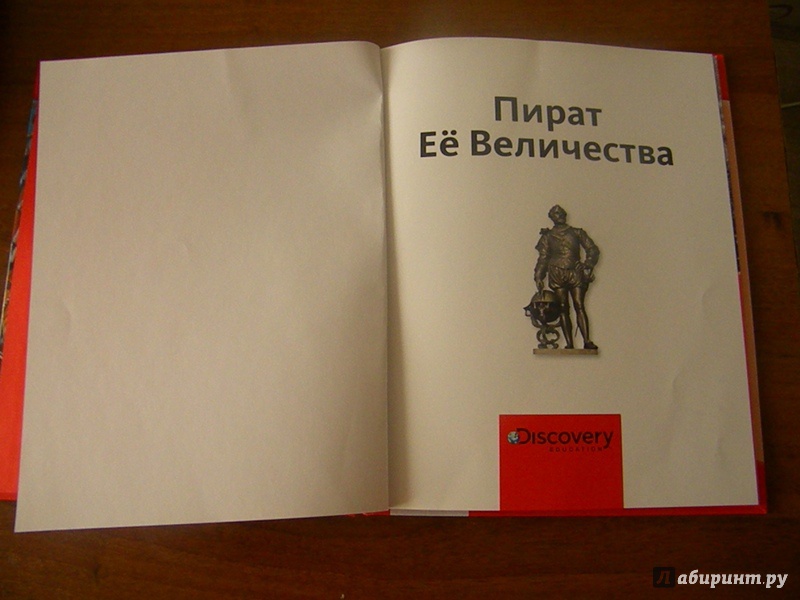 Пират
Её Величества
Discovery
EDUCATION
Лабиринт.ру